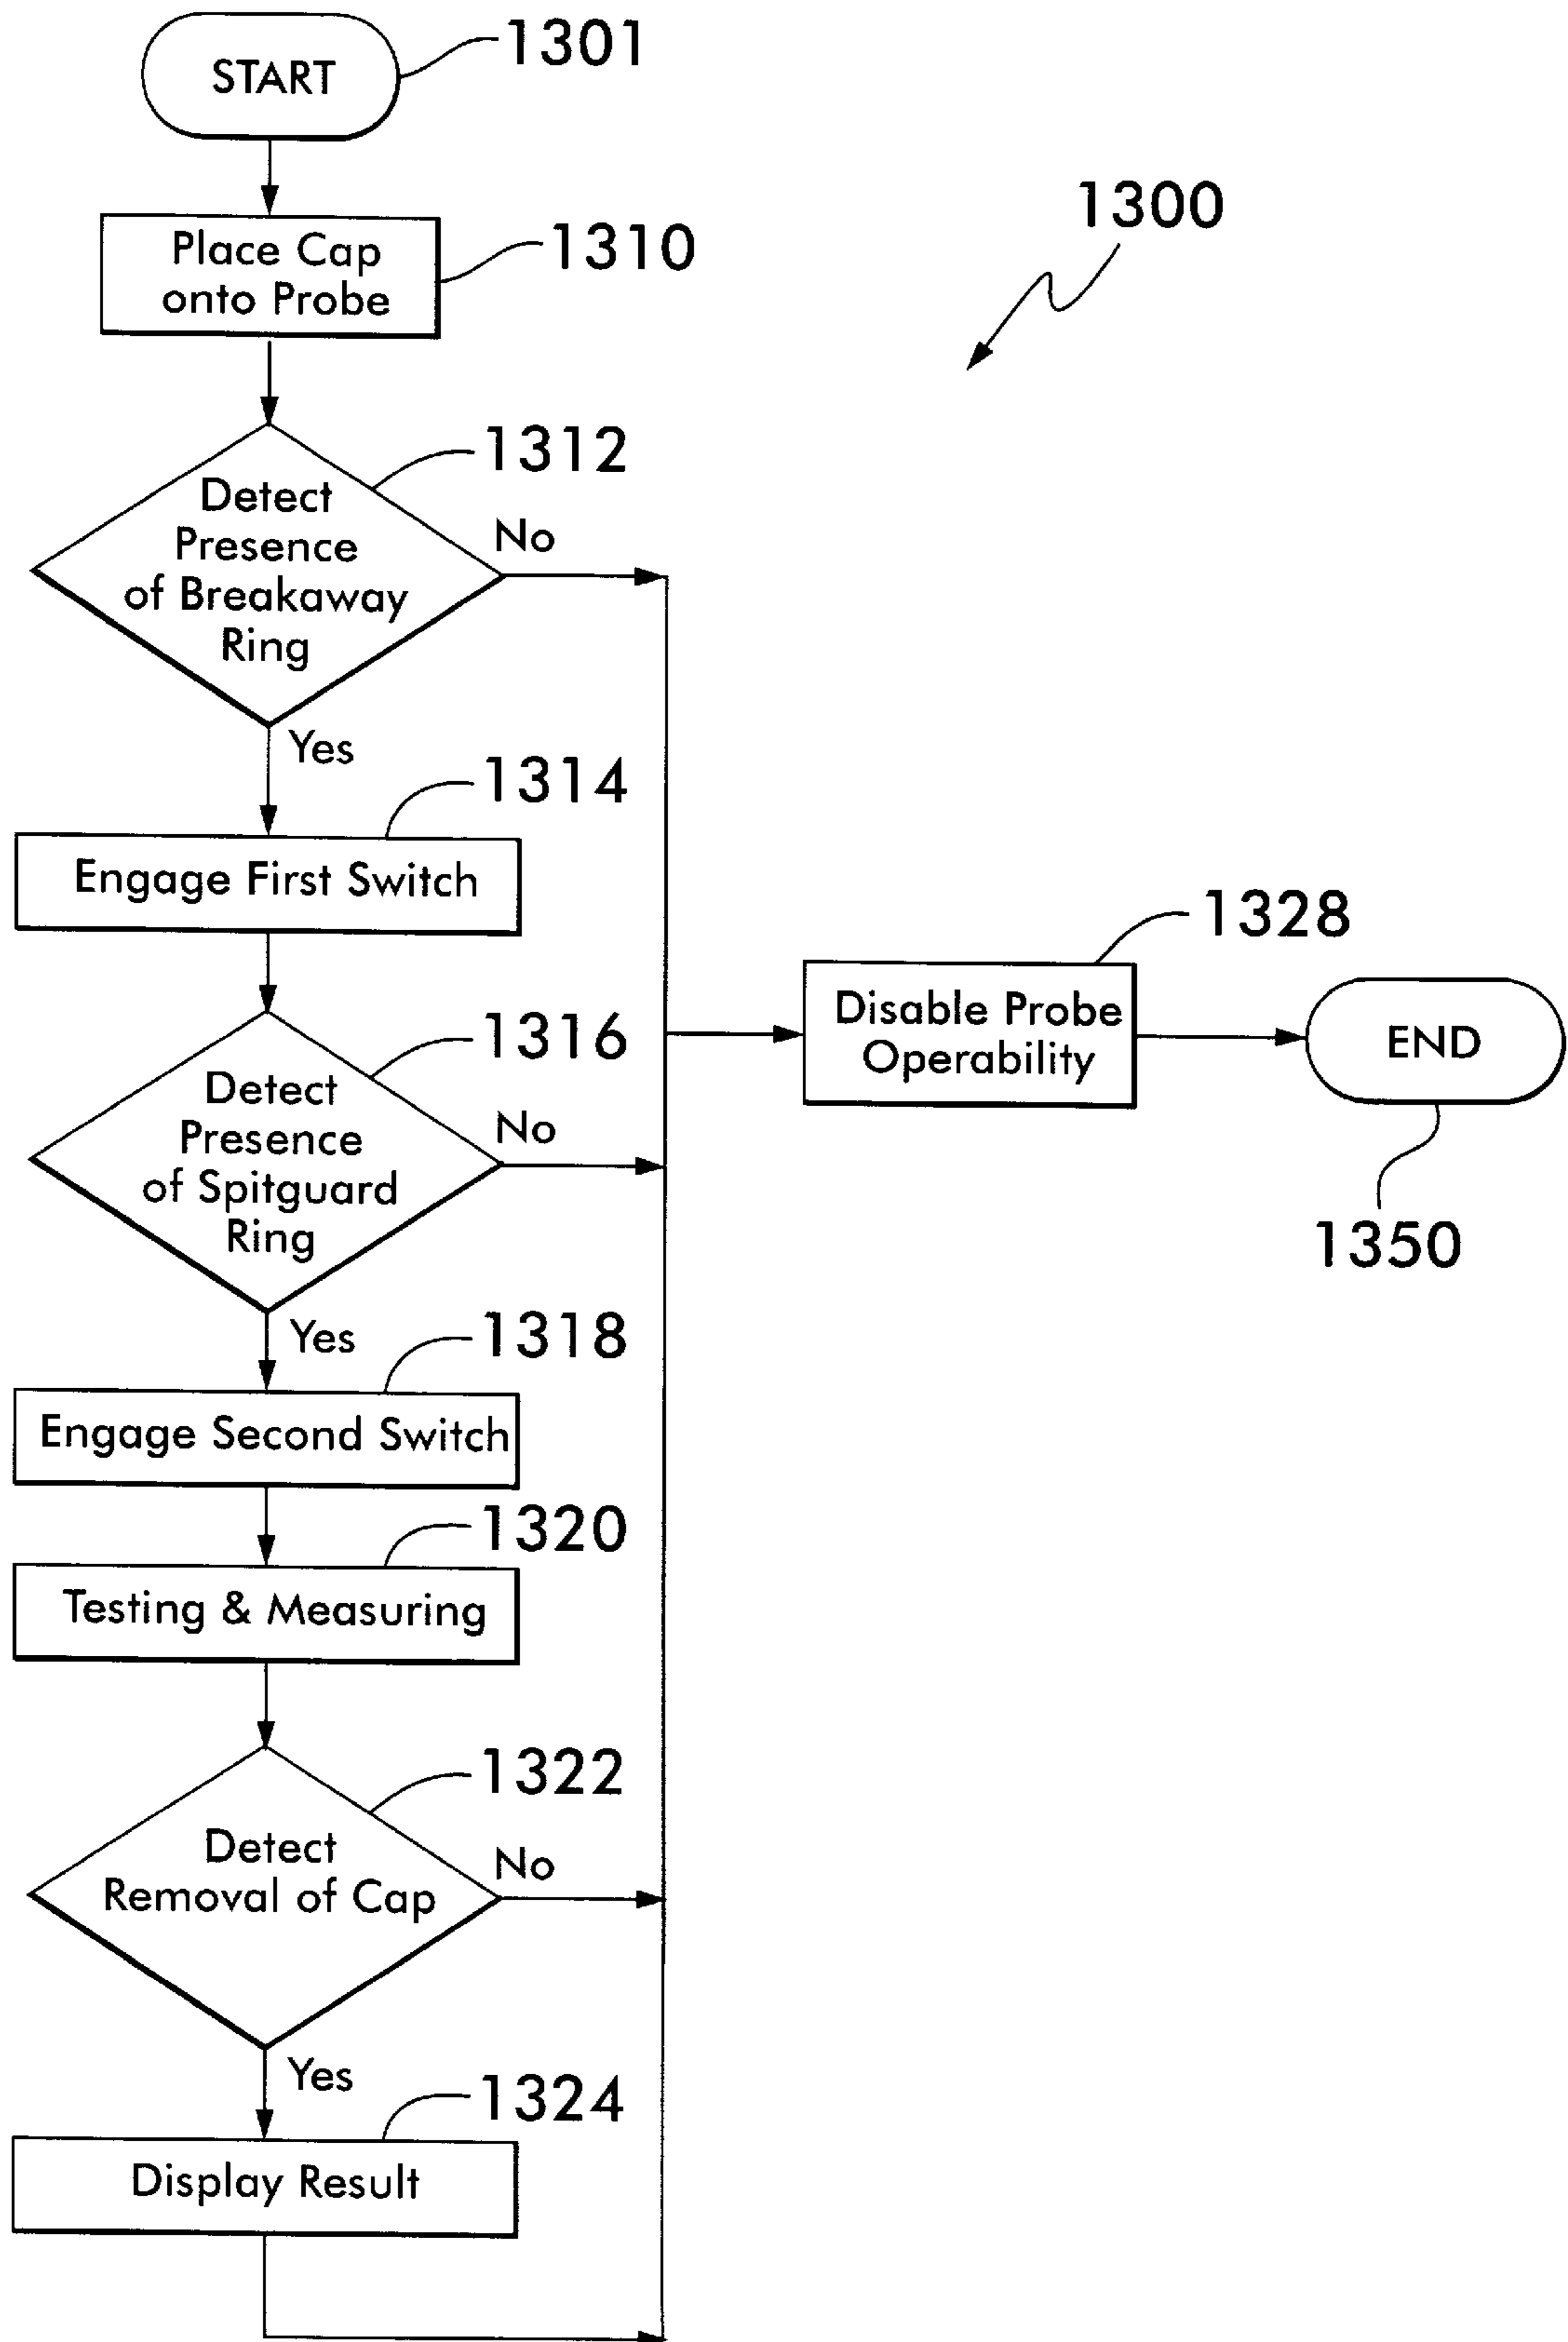 START
1301
1300
Place Cap
onto Probe
1310
1312
Detect
Presence
of Breakaway
Ring
No
Yes
1314
Engage First Switch
1328
Disable Probe
Operability
END
1350
1316
Detect
Presence
of Spitguard
Ring
No
Yes
1318
Engage Second Switch
1320
Testing & Measuring
1322
Detect
Removal of Cap
No
Yes
1324
Display Result